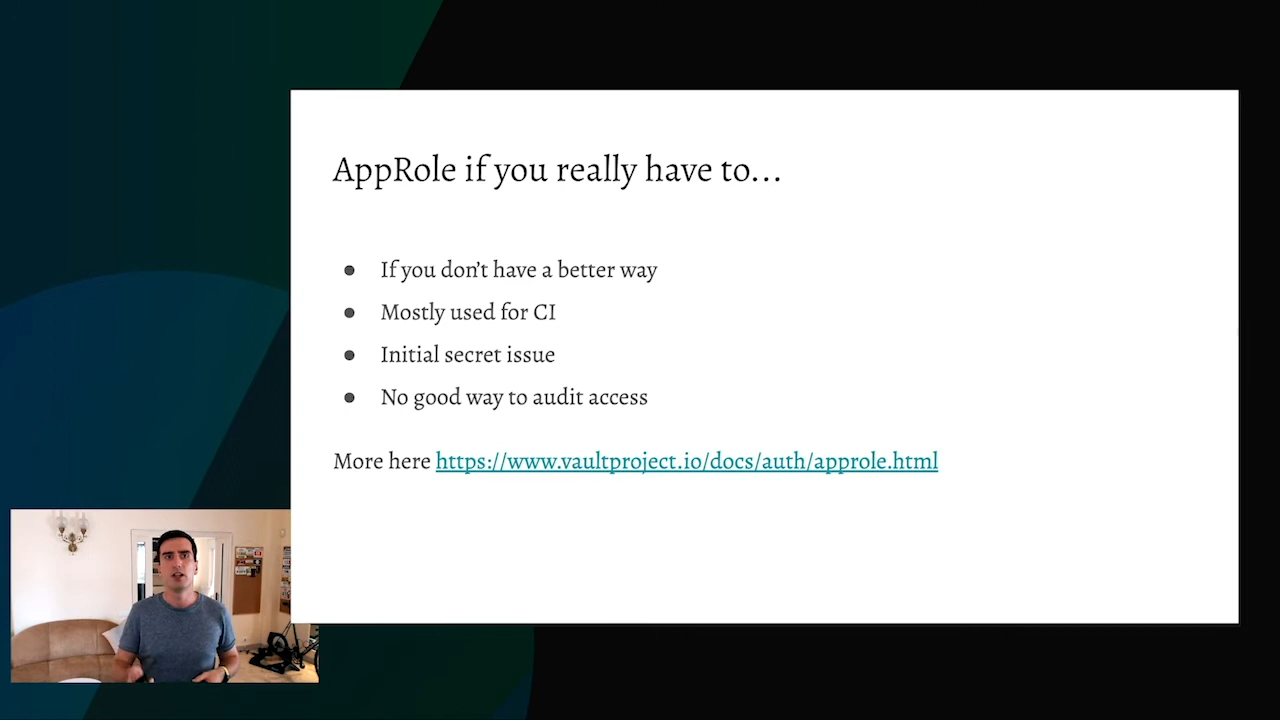 AppRole if you really have to...
● If you don't have a better way
● Mostly used for CI
● Initial secret issue
● No good way to audit access
More here https://www.vaultproject.io/docs/auth/approle.html